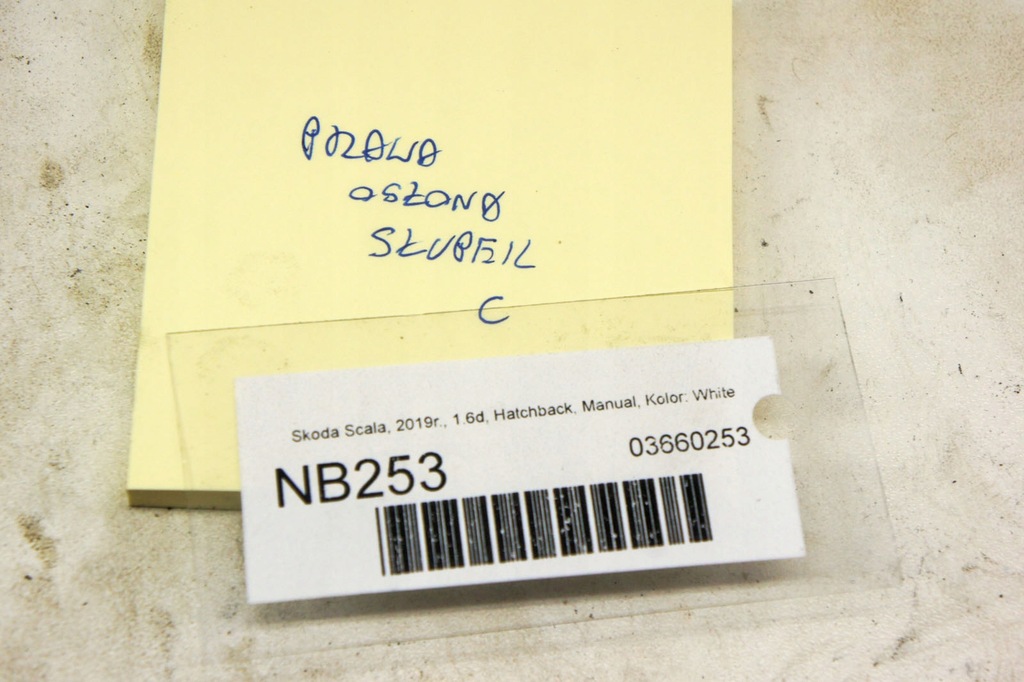 PRAWA
OSŁONA
SŁUPEK
C
Skoda Scala, 2019r., 1.6d, Hatchback, Manual, Kolor: White
NB253
03660253